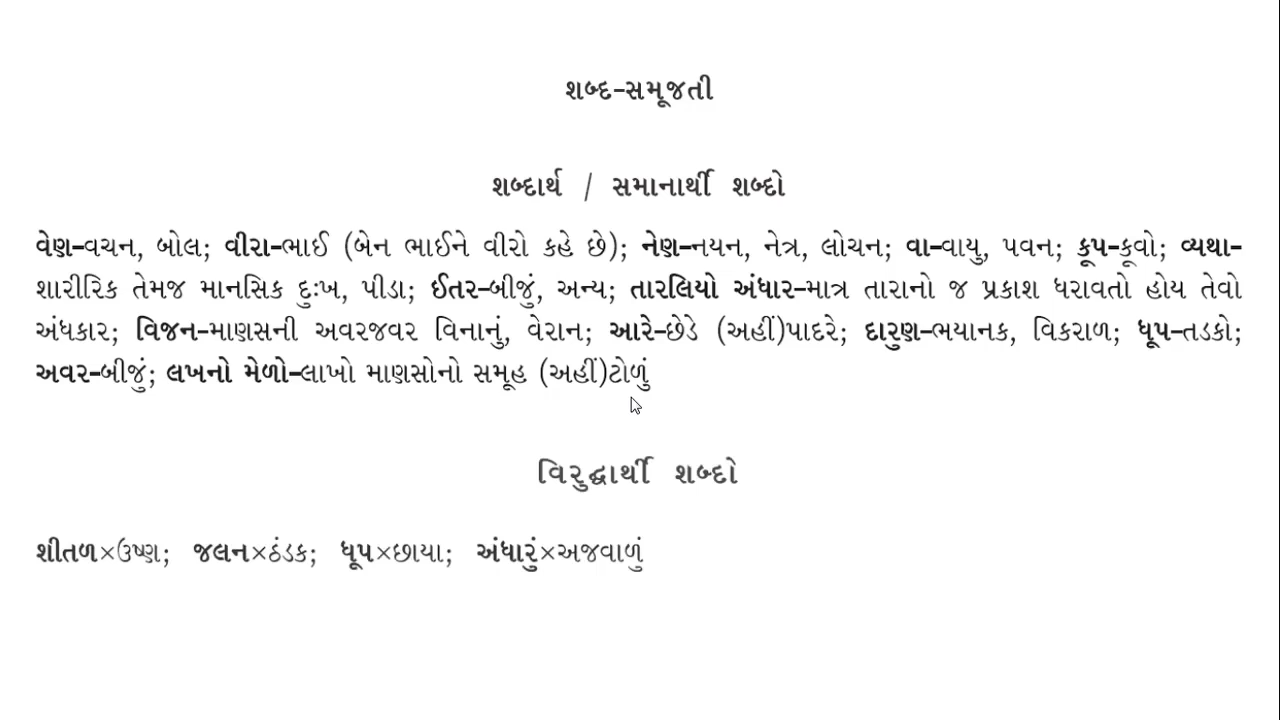 શબ્દ-સમૂજતી
શબ્દાર્થ / સમાનાર્થી શબ્દો
વેણ-વચન, બોલ; વીરા-ભાઈ (બેન ભાઈને વીરો કહે છે); નેણ-નયન, નેત્ર, લોચન; વા-વાયુ, પવન; કૂપ-કૂવો; વ્યથા-
શારીરિક તેમજ માનસિક દુઃખ, પીડા; ઈતર-બીજું, અન્ય; તારલિયો અંધાર-માત્ર તારાનો જ પ્રકાશ ધરાવતો હોય તેવો
અંધકાર; વિજન-માણસની અવરજવર વિનાનું, વેરાન; આરે-છેડે (અહીં)પાદરે; દારુણ-ભયાનક, વિકરાળ; ધૂપ-તડકો;
અવર-બીજું; લખનો મેળો-લાખો માણસોનો સમૂહ (અહીં)ટોળું
વિરુદ્ધાર્થી શબ્દો
શીતળ×ઉષ્ણ; જલન×ઠંડક; ધૂપ×છાયા; અંધારું×અજવાળું